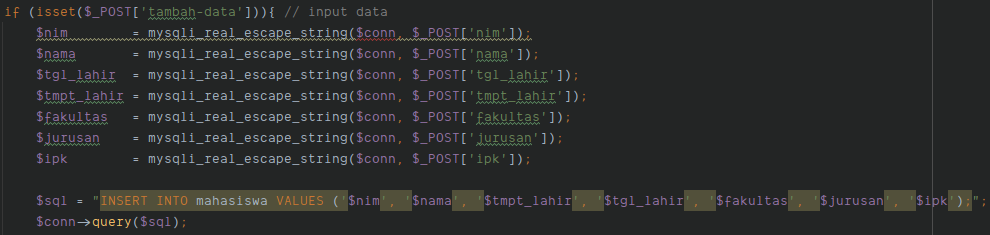 if (isset($_POST['tambah-data'])){ // input data
    $nim        = mysqli_real_escape_string($conn, $_POST['nim']);
    $nama       = mysqli_real_escape_string($conn, $_POST['nama']);
    $tgl_lahir  = mysqli_real_escape_string($conn, $_POST['tgl_lahir']);
    $tmpt_lahir = mysqli_real_escape_string($conn, $_POST['tmpt_lahir']);
    $fakultas   = mysqli_real_escape_string($conn, $_POST['fakultas']);
    $jurusan    = mysqli_real_escape_string($conn, $_POST['jurusan']);
    $ipk        = mysqli_real_escape_string($conn, $_POST['ipk']);

    $sql = "INSERT INTO mahasiswa VALUES ('$nim', '$nama', '$tmpt_lahir', '$tgl_lahir', '$fakultas', '$jurusan', '$ipk');";
    $conn->query($sql);